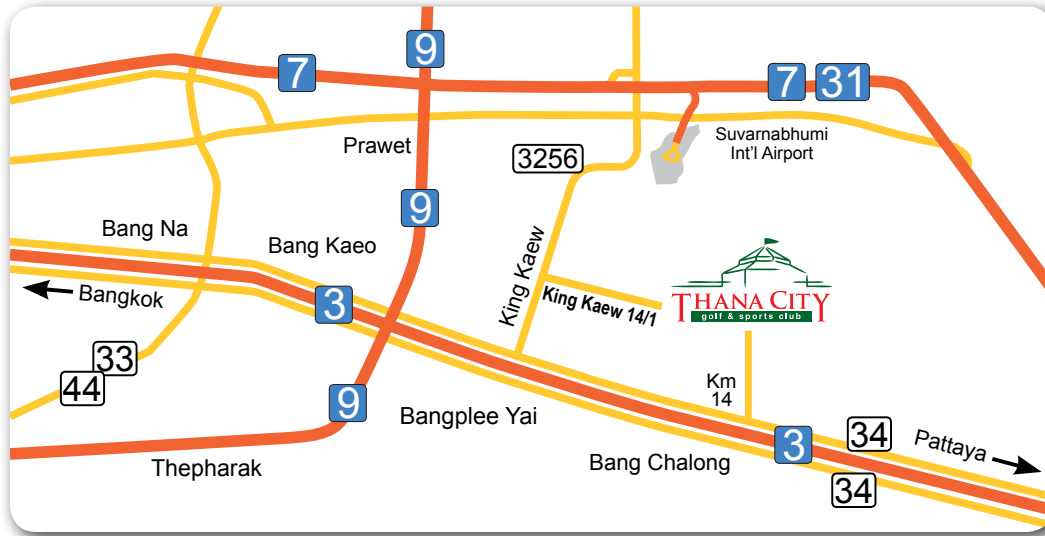 9
7
7
31
Prawet
Suvarnabhumi
Int'l Airport
3256
9
Bang Na
Bang Kaeo
King Kaew
Bangkok
King Kaew 14/1
THANA CITY
golf & sports club
3
33
44
Km
14
9
Bangplee Yai
34
Pattaya
3
Bang Chalong
Thepharak
34